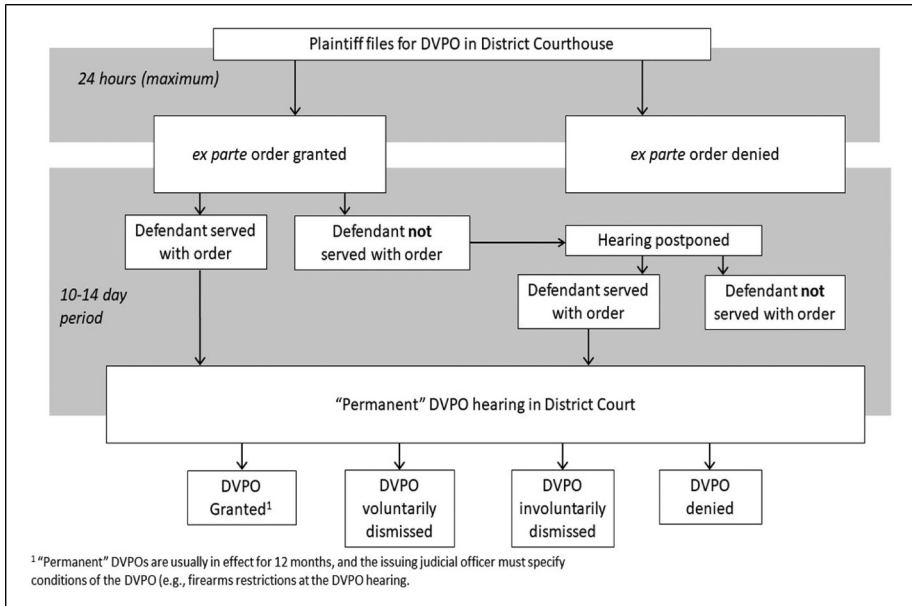 Plaintiff files for DVPO in District Courthouse
24 hours (maximum)
ex parte order granted
ex parte order denied
Defendant served
with order
Defendant not
served with order
Hearing postponed
10-14 day
period
Defendant served
with order
Defendant not
served with order
“Permanent” DVPO hearing in District Court
DVPO
Granted¹
DVPO
voluntarily
dismissed
DVPO
involuntarily
dismissed
DVPO
denied
¹ “Permanent” DVPOs are usually in effect for 12 months, and the issuing judicial officer must specify
conditions of the DVPO (e.g., firearms restrictions at the DVPO hearing.